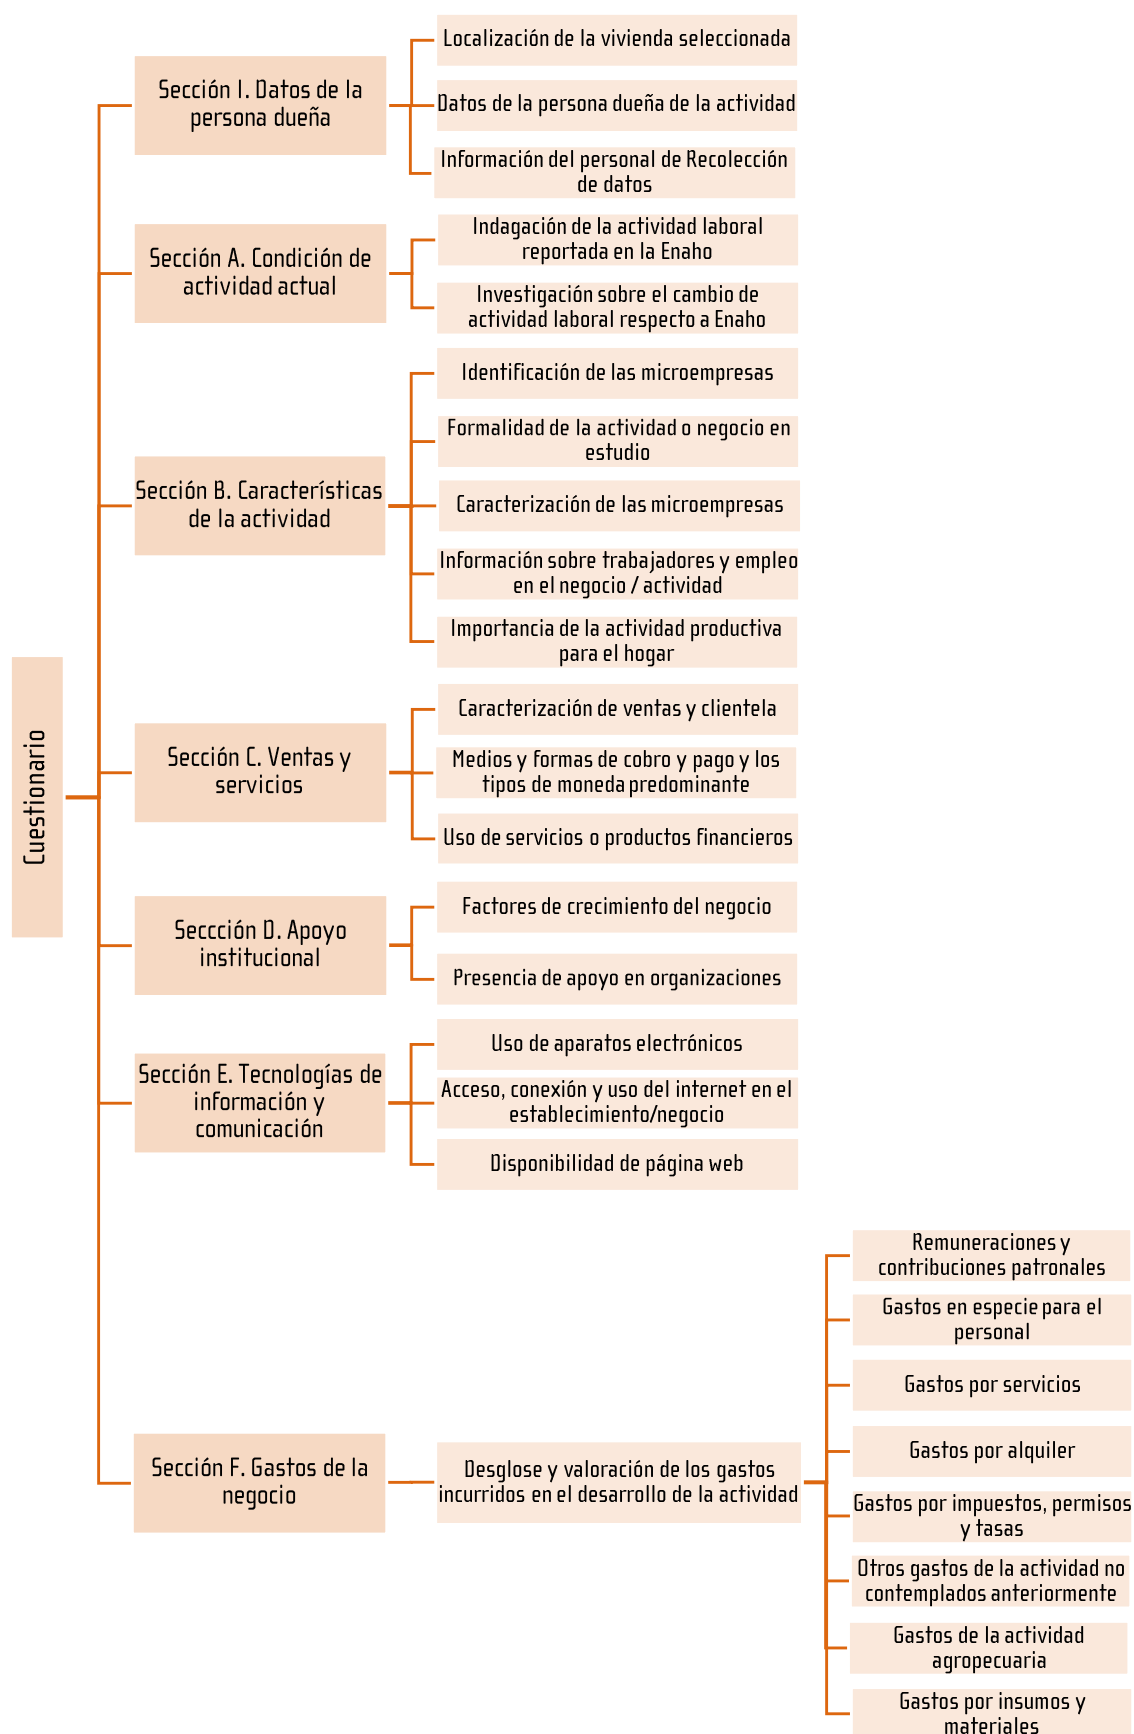 Cuestionario
Sección I. Datos de la
persona dueña
Localización de la vivienda seleccionada
Datos de la persona dueña de la actividad
Información del personal de Recolección
de datos
Sección A. Condición de
actividad actual
Indagación de la actividad laboral
reportada en la Enaho
Investigación sobre el cambio de
actividad laboral respecto a Enaho
Sección B. Características
de la actividad
Identificación de las microempresas
Formalidad de la actividad o negocio en
estudio
Caracterización de las microempresas
Información sobre trabajadores y empleo
en el negocio / actividad
Importancia de la actividad productiva
para el hogar
Sección C. Ventas y
servicios
Caracterización de ventas y clientela
Medios y formas de cobro y pago y los
tipos de moneda predominante
Uso de servicios o productos financieros
Seccción D. Apoyo
institucional
Factores de crecimiento del negocio
Presencia de apoyo en organizaciones
Sección E. Tecnologías de
información y
comunicación
Uso de aparatos electrónicos
Acceso, conexión y uso del internet en el
establecimiento/negocio
Disponibilidad de página web
Sección F. Gastos de la
negocio
Desglose y valoración de los gastos
incurridos en el desarrollo de la actividad
Remuneraciones y
contribuciones patronales
Gastos en especie para el
personal
Gastos por servicios
Gastos por alquiler
Gastos por impuestos, permisos
y tasas
Otros gastos de la actividad no
contemplados anteriormente
Gastos de la actividad
agropecuaria
Gastos por insumos y
materiales